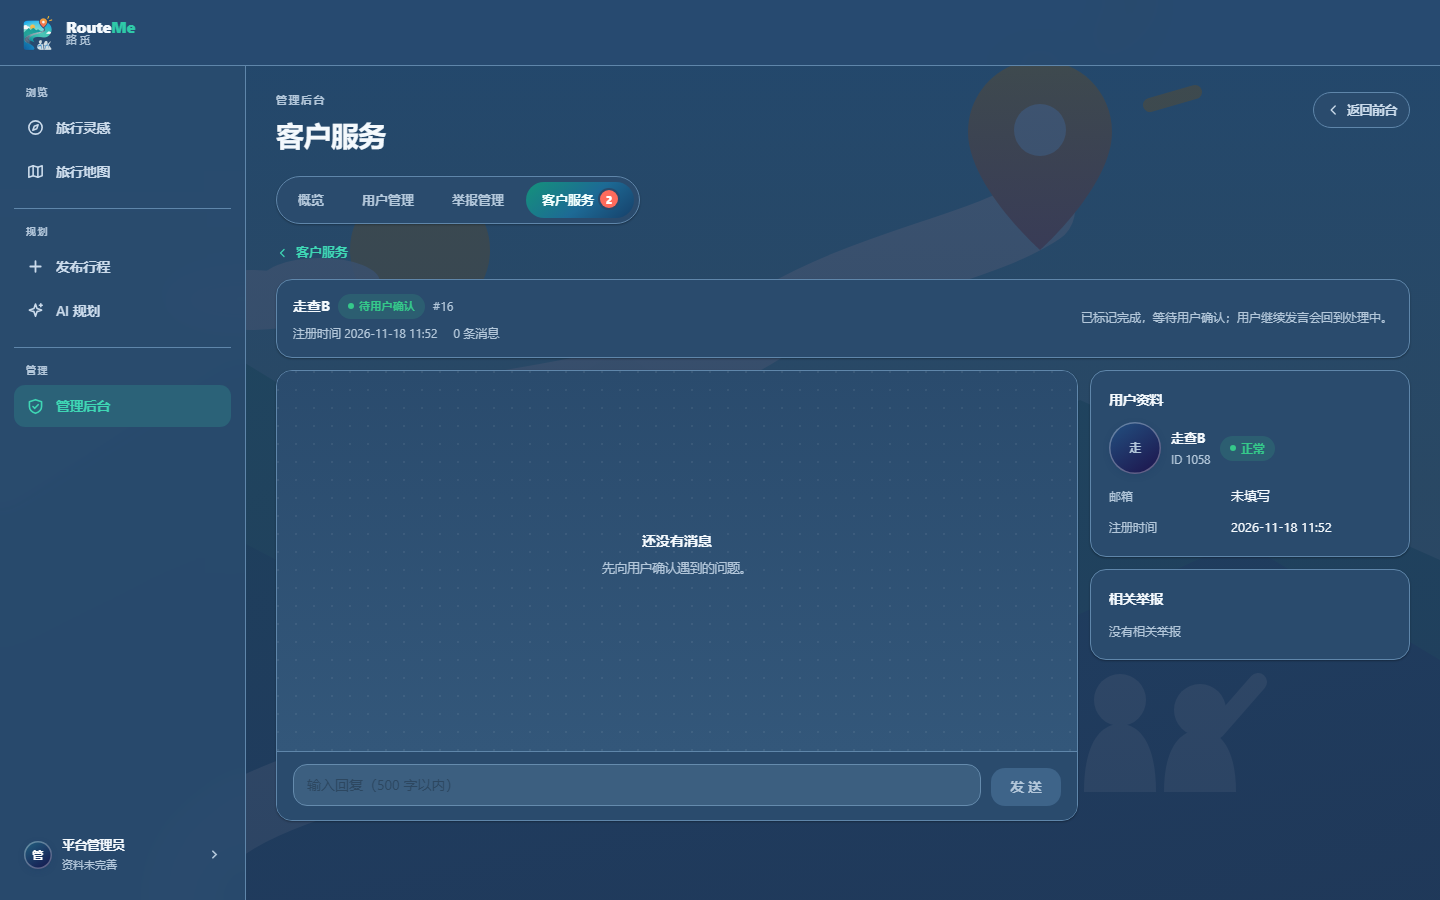 RouteMe
路觅
浏览
旅行灵感
旅行地图
规划
发布行程
AI 规划
管理
管理后台
管
平台管理员
资料未完善
管理后台
客户服务
返回前台
概览 用户管理 举报管理 客户服务 2
客户服务
走查B 待用户确认 #16
注册时间 2026-11-18 11:52 0 条消息
已标记完成，等待用户确认；用户继续发言会回到处理中。
还没有消息
先向用户确认遇到的问题。
输入回复（500 字以内）
发 送
用户资料
走
走查B
ID 1058
正常
邮箱 未填写
注册时间 2026-11-18 11:52
相关举报
没有相关举报